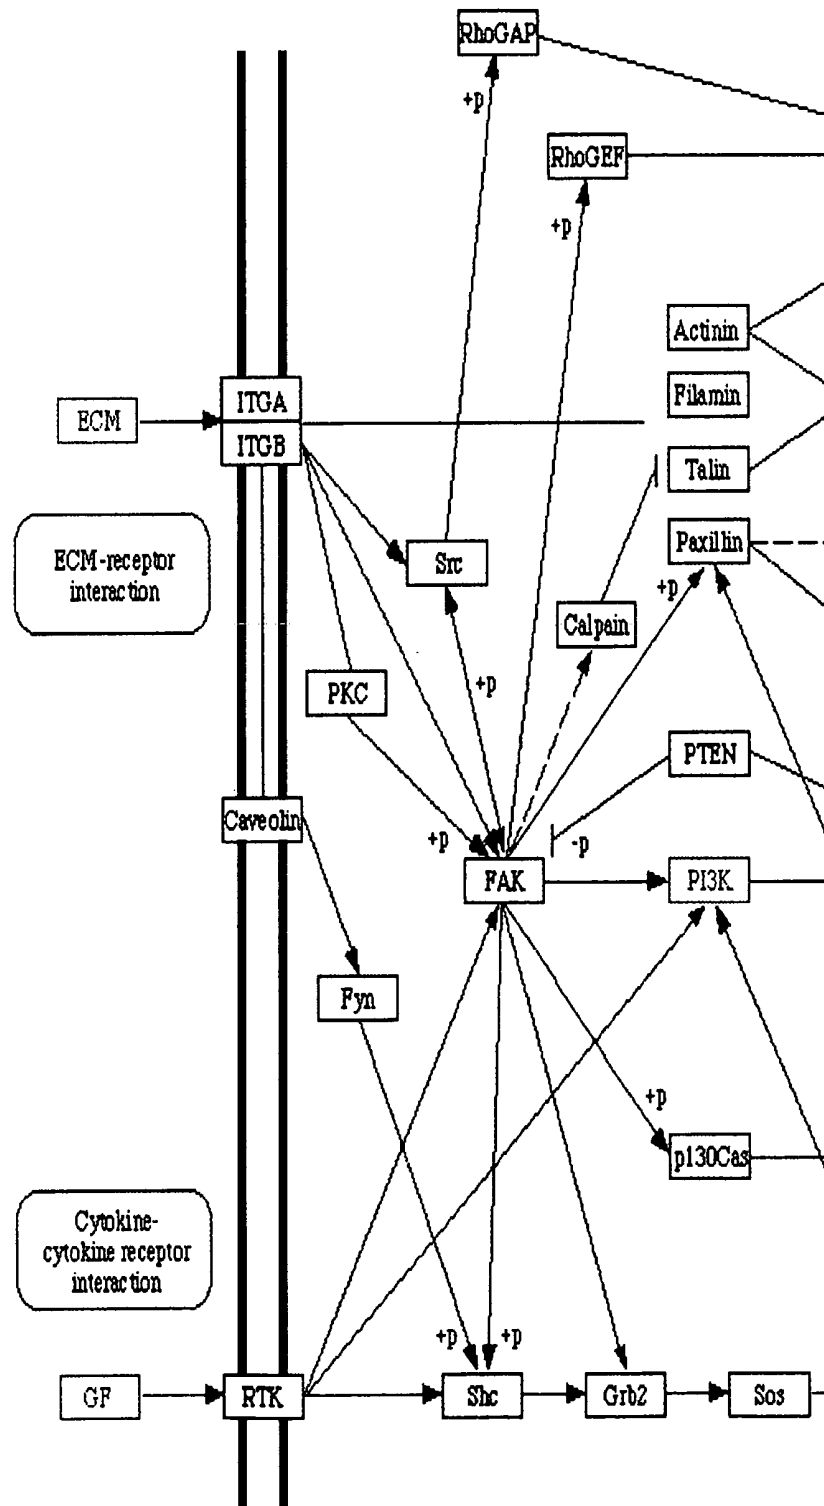 RhoGAP
+p
RhoGEF
+p
Actinin
ITGA
Filamin
ECM
ITGB
Talin
Paxillin
ECM-receptor
interaction
Src
+p
Calpain
+p
PKC
PTEN
Caveolin
+p
-p
FAK
PI3K
Fyn
+p
p130Cas
Cytokine-
cytokine receptor
interaction
+p
+p
GF
RTK
Shc
Grb2
Sos